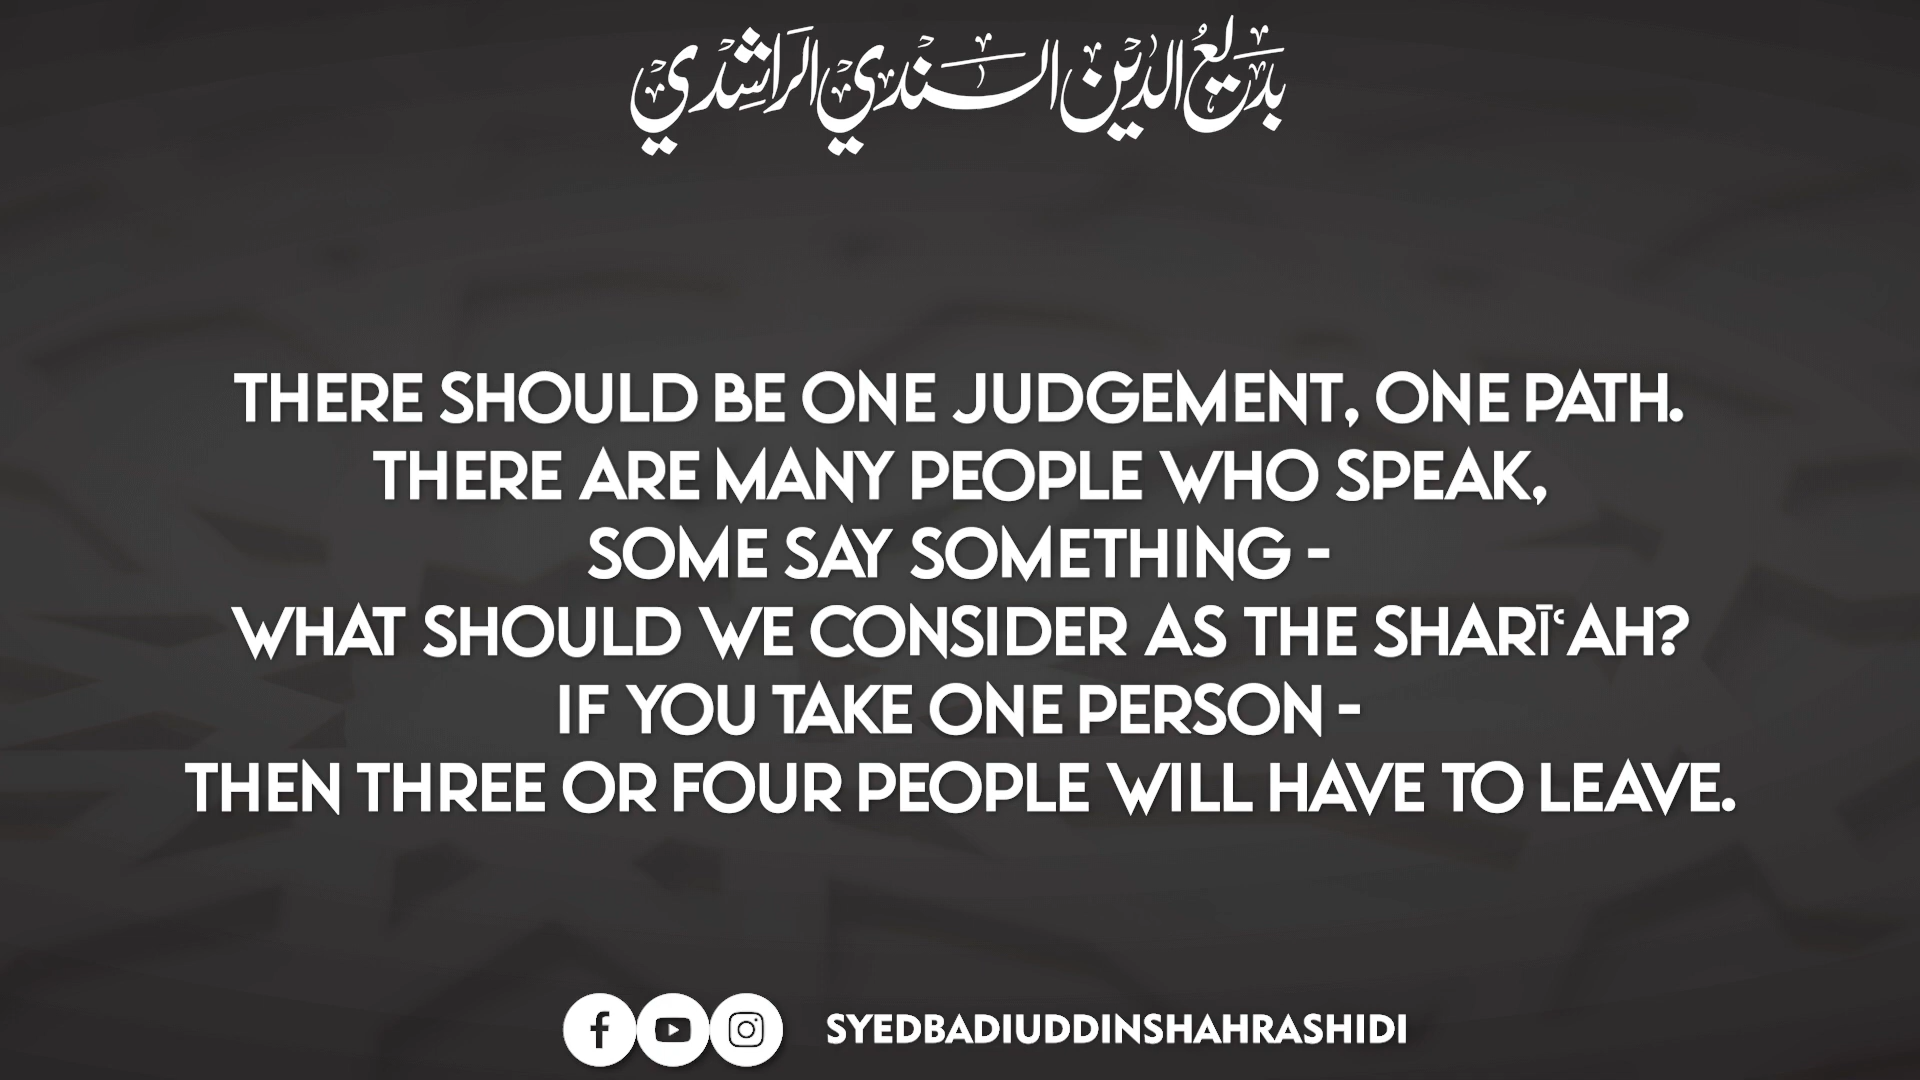 بديع الدين السندي الراشدي
THERE SHOULD BE ONE JUDGEMENT, ONE PATH.
THERE ARE MANY PEOPLE WHO SPEAK,
SOME SAY SOMETHING -
WHAT SHOULD WE CONSIDER AS THE SHARĪʿAH?
IF YOU TAKE ONE PERSON -
THEN THREE OR FOUR PEOPLE WILL HAVE TO LEAVE.
SYEDBADIUDDINSHAHRASHIDI